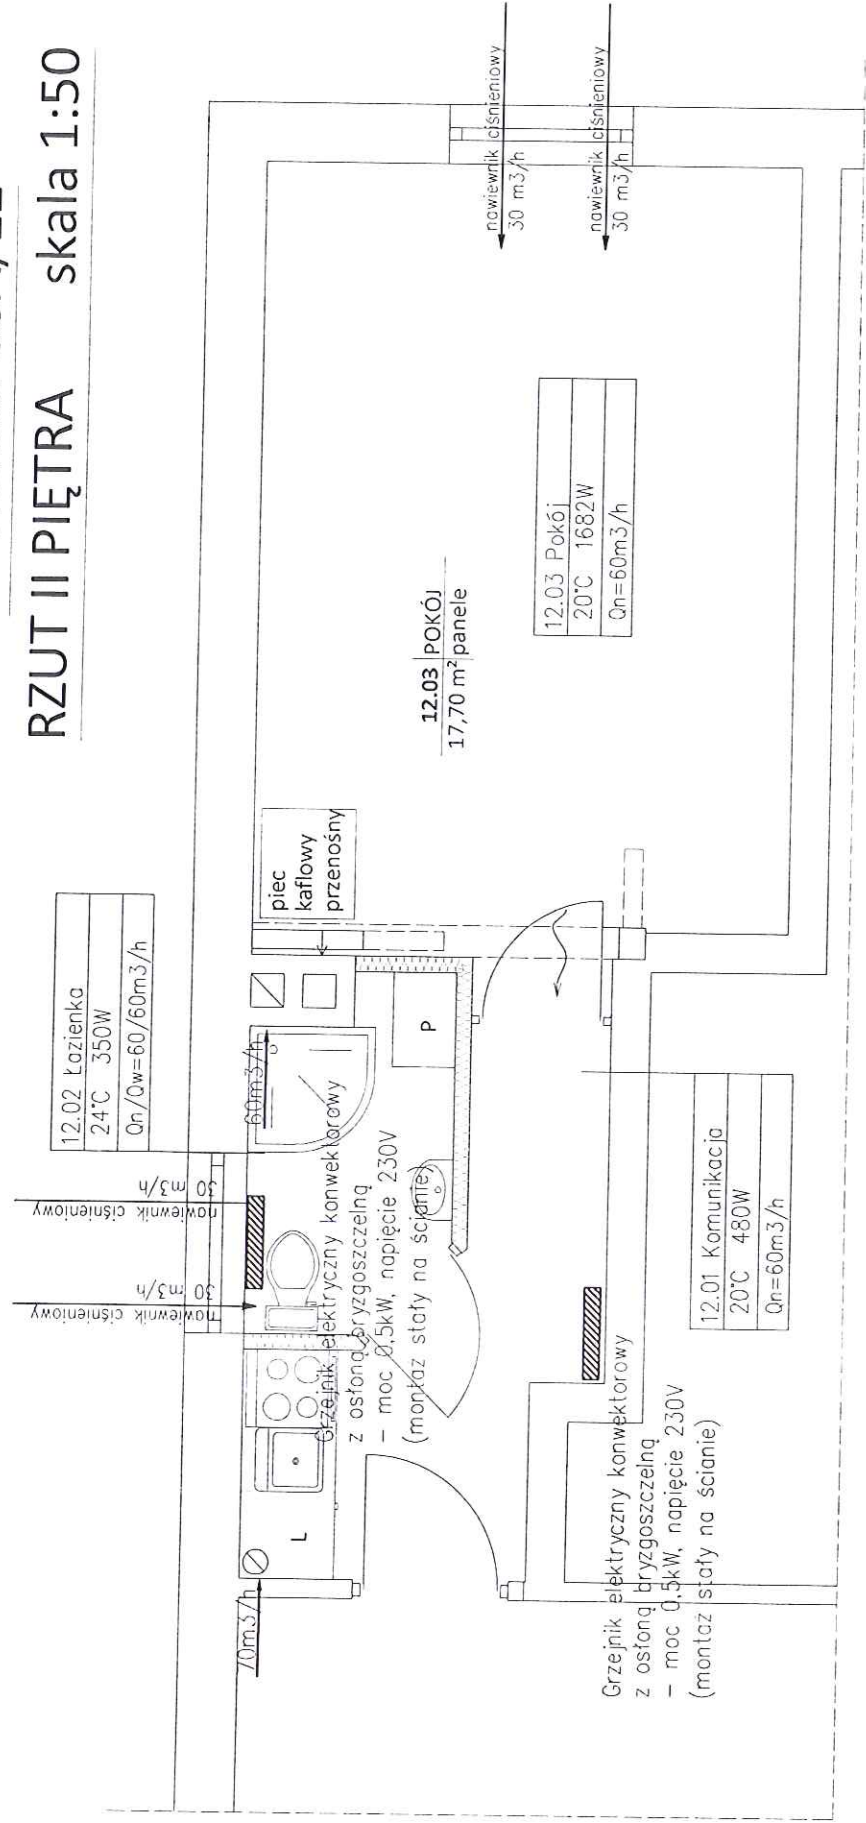 RZUT II PIĘTRA skala 1:50
12.02 Łazienka
24°C 350W
Qn/Qw=60/60m3/h
nawiewnik ciśnieniowy
30 m3/h
nawiewnik ciśnieniowy
30 m3/h
60m3/h
70m3/h
piec
kaflowy
przenośny
nawiewnik ciśnieniowy
30 m3/h
nawiewnik ciśnieniowy
30 m3/h
12.03 POKÓJ
17,70 m² panele
12.03 Pokój
20°C 1682W
Qn=60m3/h
P
L
Grzejnik elektryczny konwektorowy
z osłoną bryzgoszczelną
- moc 0,5kW, napięcie 230V
(montaż stały na ścianie)
12.01 Komunikacja
20°C 480W
Qn=60m3/h
Grzejnik elektryczny konwektorowy
z osłoną bryzgoszczelną
- moc 0,5kW, napięcie 230V
(montaż stały na ścianie)